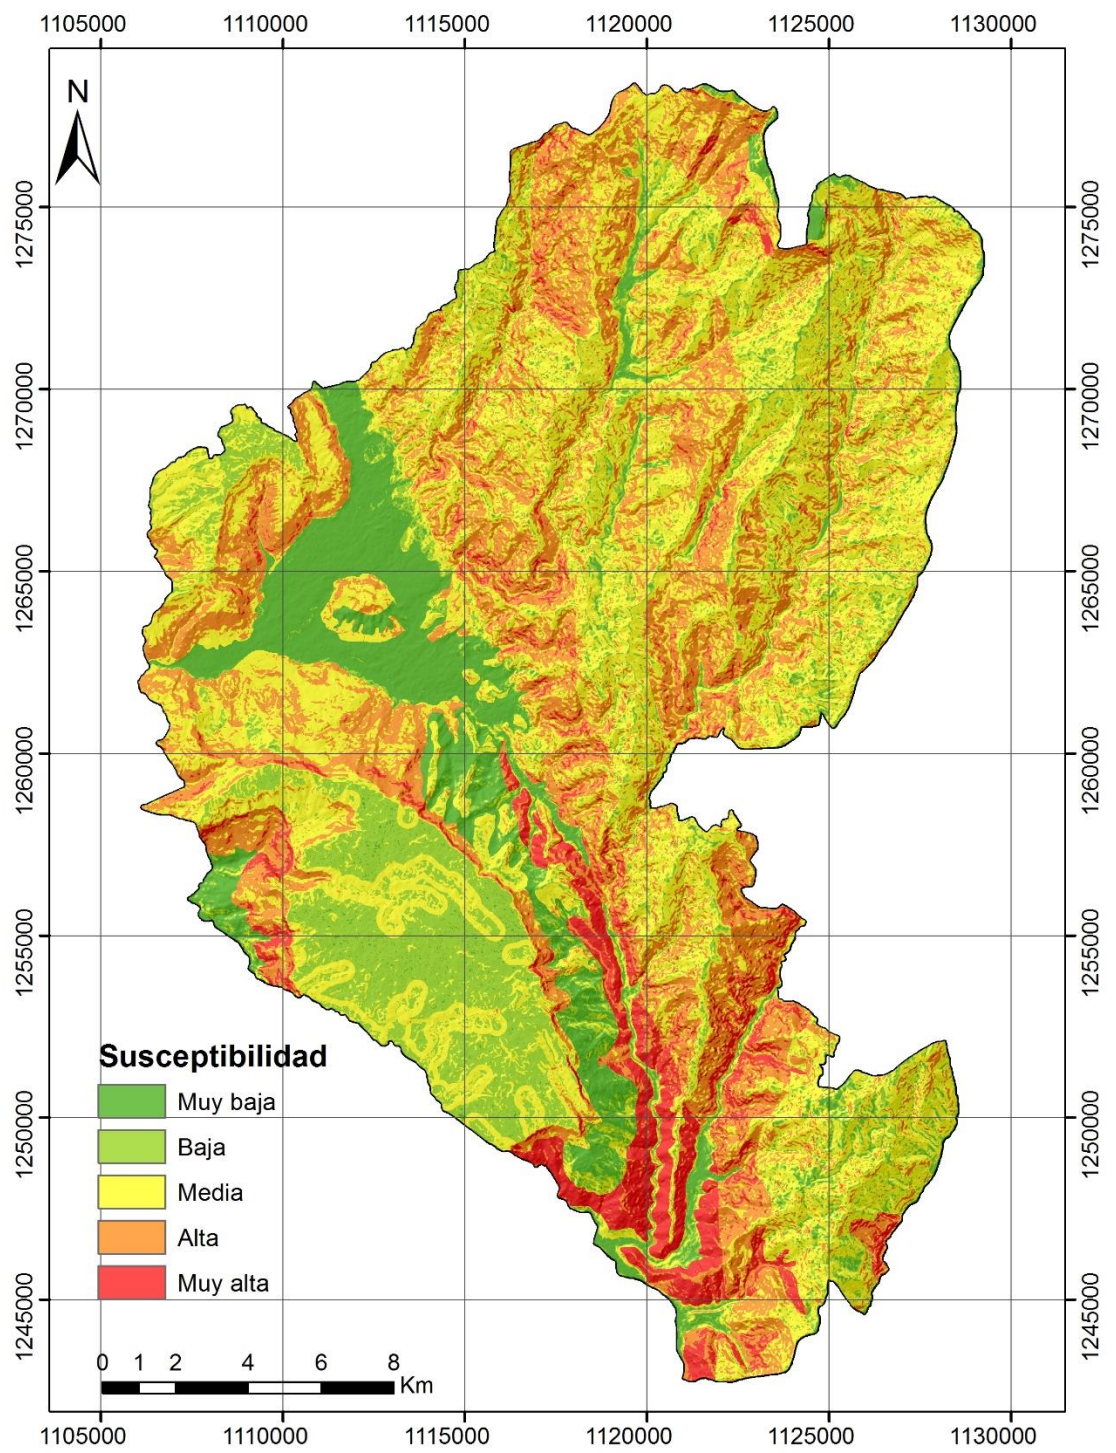 1105000 1110000 1115000 1120000 1125000 1130000
N
1275000 1275000
1270000 1270000
1265000 1265000
1260000 1260000
1255000 1255000
1250000 1250000
1245000 1245000
Susceptibilidad
Muy baja
Baja
Media
Alta
Muy alta
0 1 2 4 6 8
Km
1105000 1110000 1115000 1120000 1125000 1130000